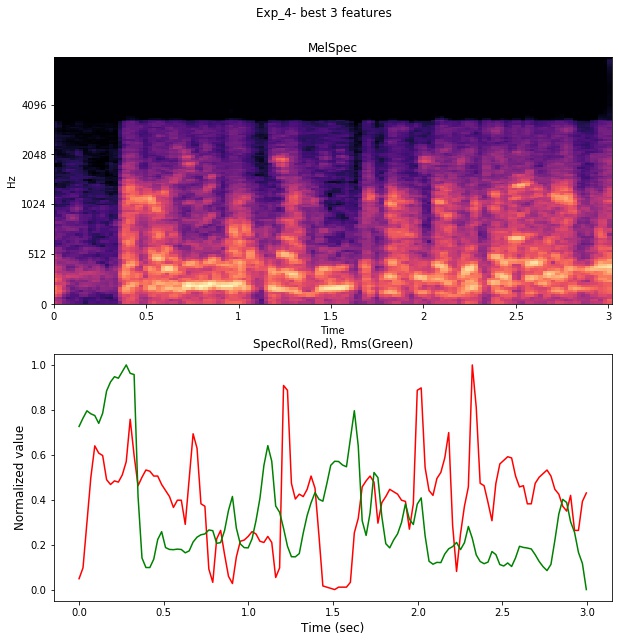 Exp_4- best 3 features
MelSpec
4096
2048
1024
512
0
Hz
0 0.5 1 1.5 2 2.5 3
Time
SpecRol(Red), Rms(Green)
1.0
0.8
0.6
0.4
0.2
0.0
Normalized value
0.0 0.5 1.0 1.5 2.0 2.5 3.0
Time (sec)